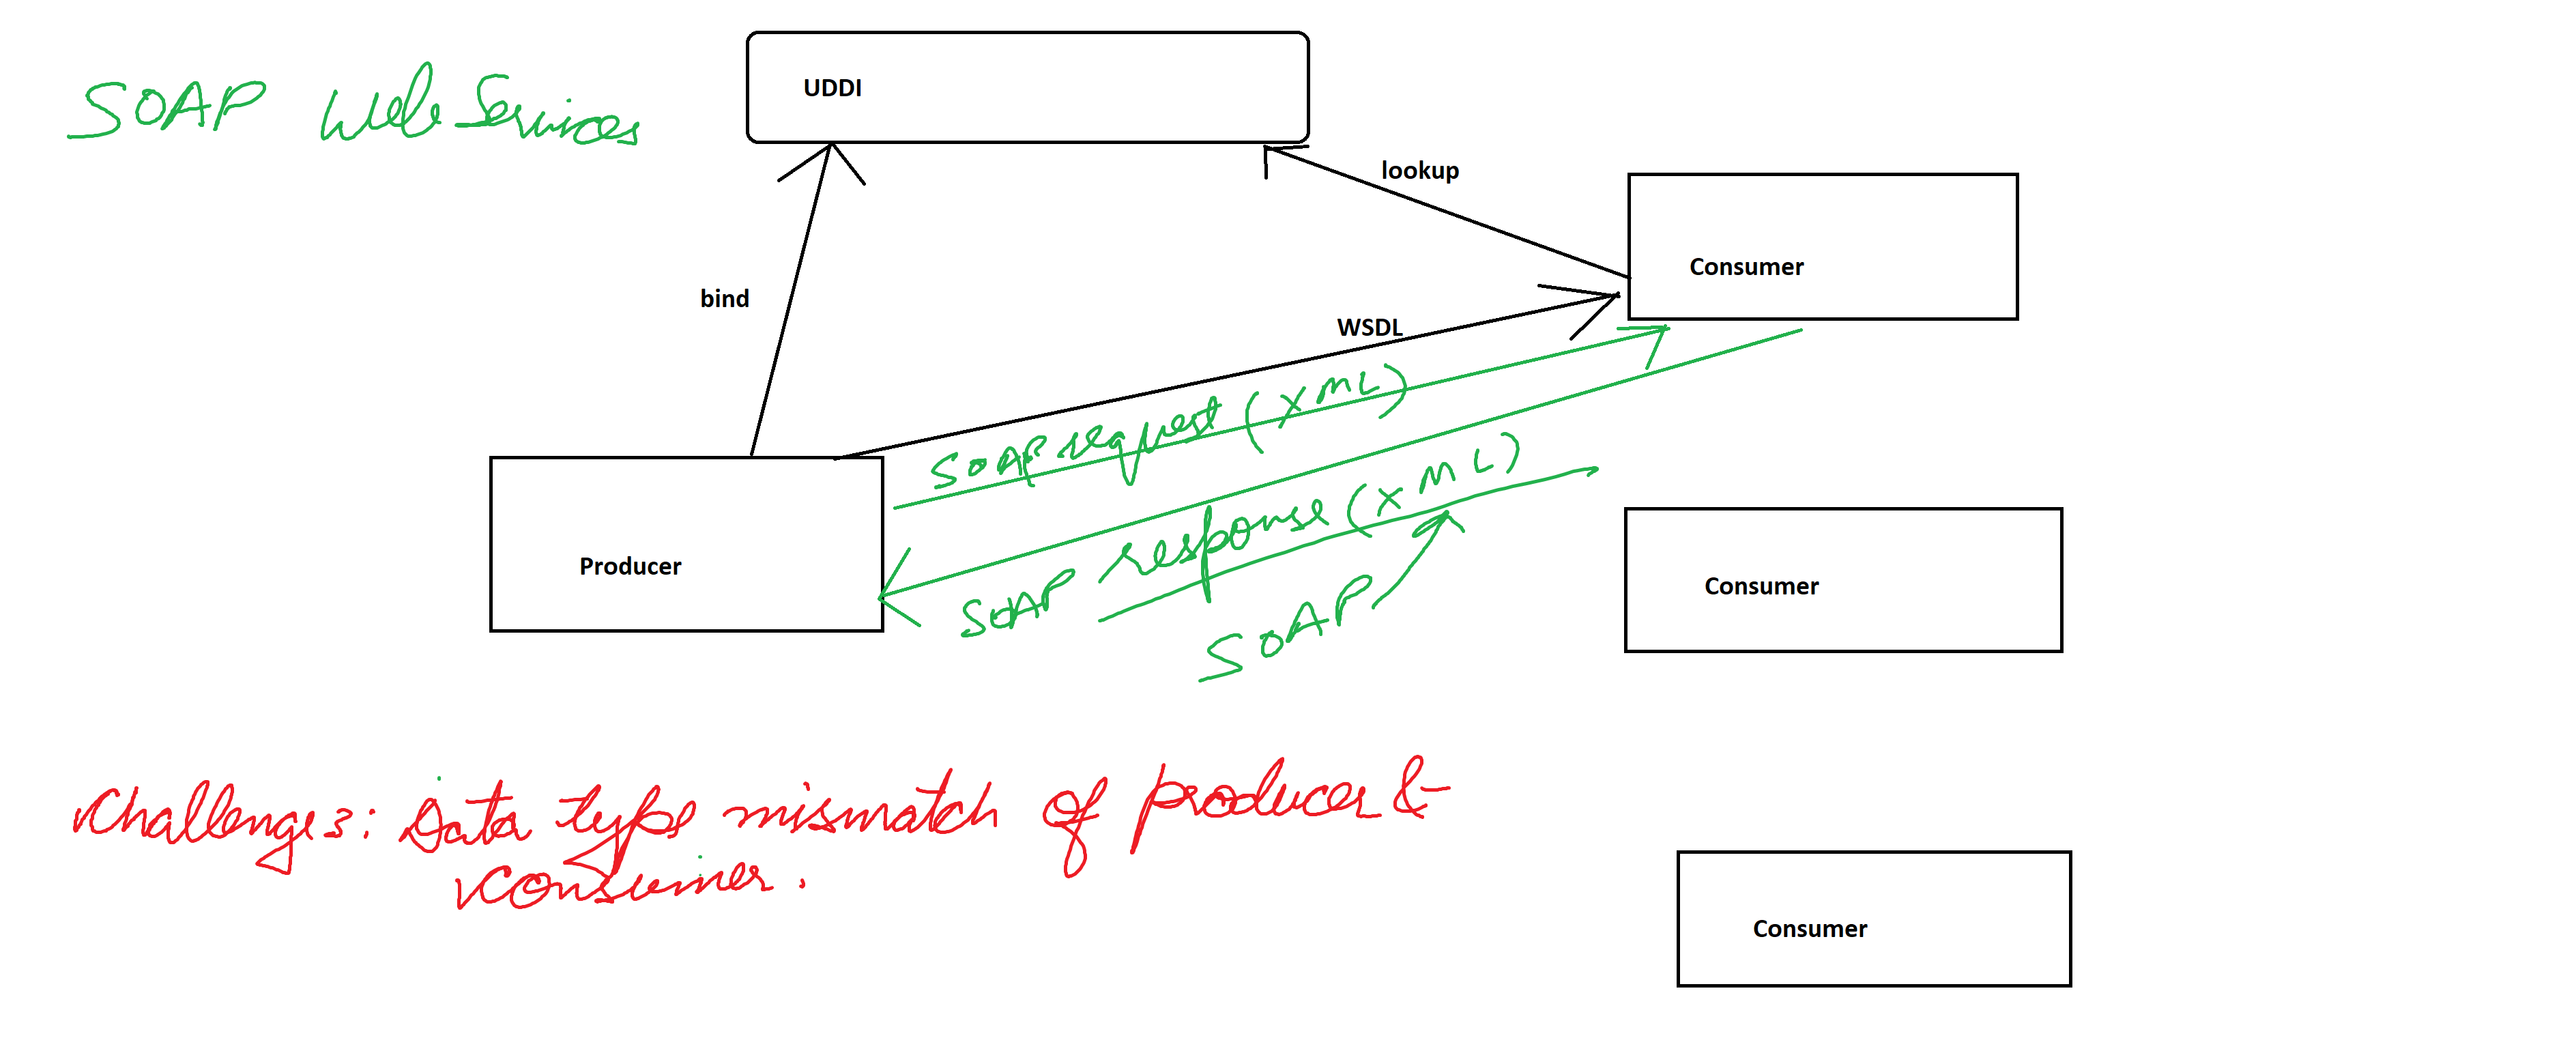 SOAP Web Services
UDDI
lookup
Consumer
bind
WSDL
SOAP request (XML)
SOAP response (XML)
SOAP
Producer
Consumer
Challenges: Data type mismatch of producer &
consumer.
Consumer